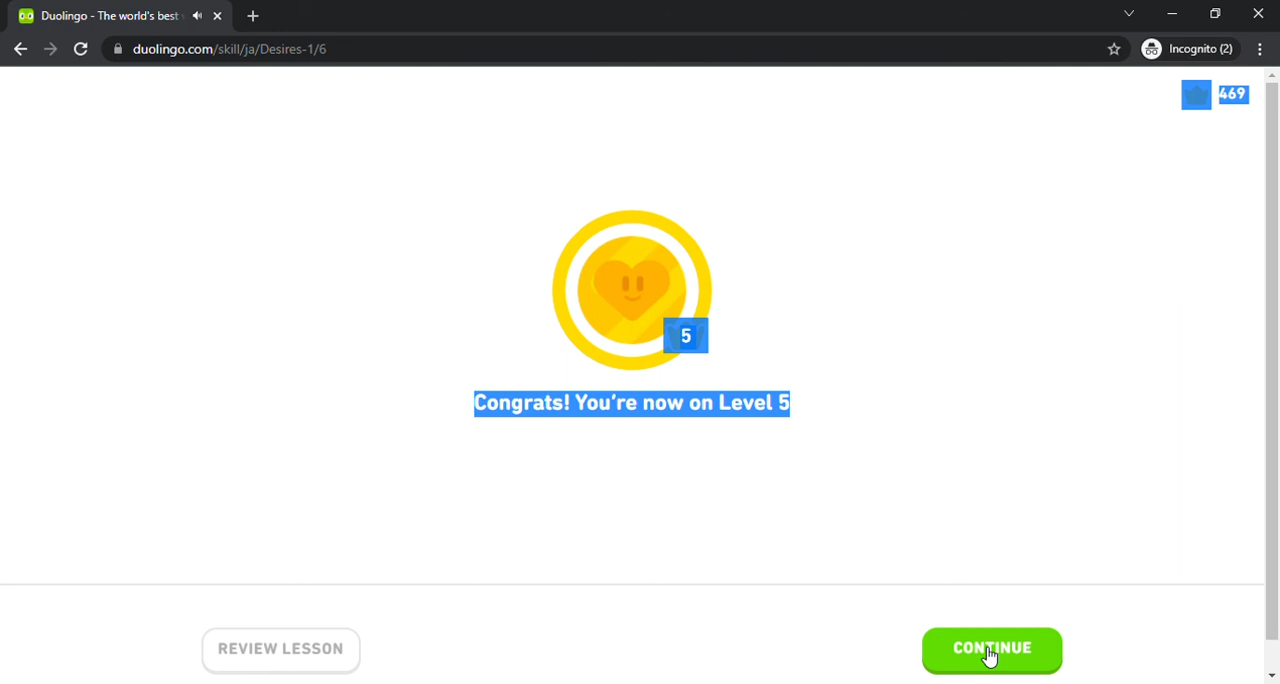 Duolingo - The world's best
duolingo.com/skill/ja/Desires-1/6
Incognito (2)
469
5
Congrats! You're now on Level 5
REVIEW LESSON
CONTINUE